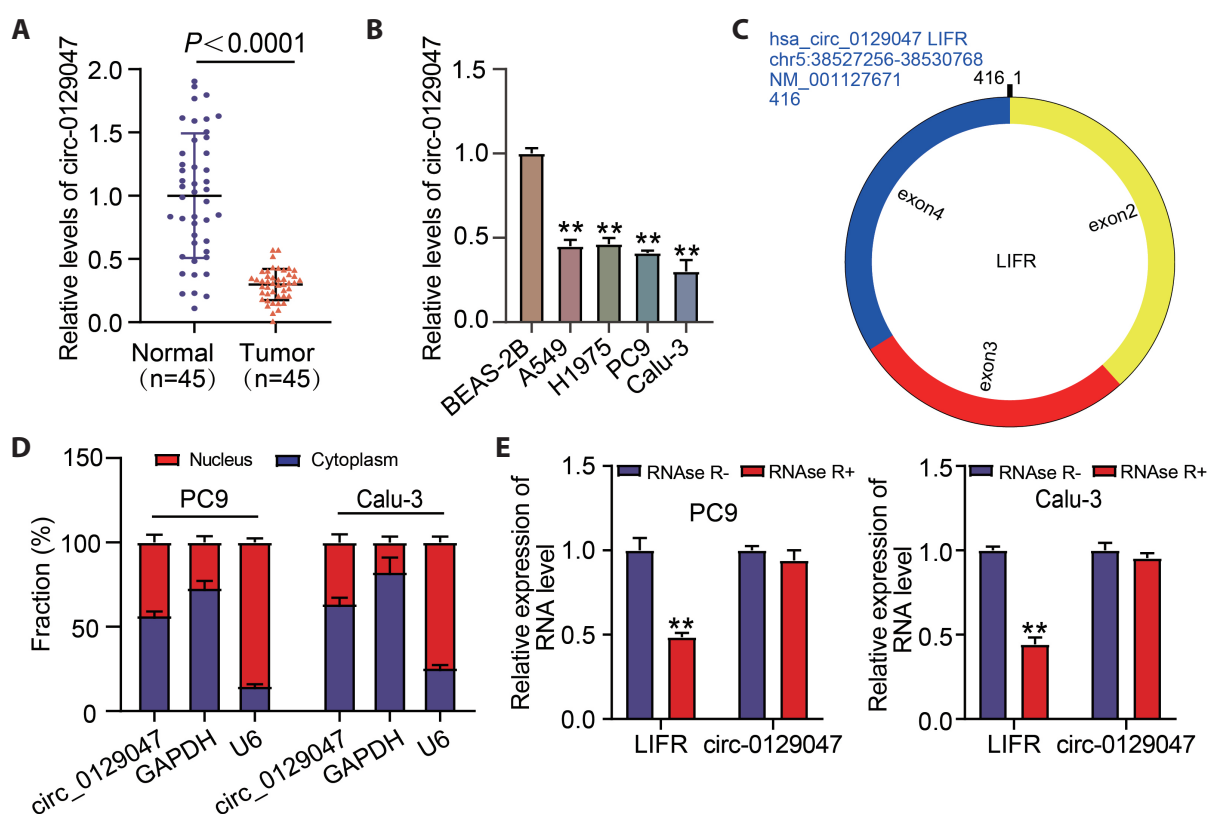 A
P<0.0001
Relative levels of circ-0129047
2.0
1.5
1.0
0.5
0.0
Normal
(n=45)
Tumor
(n=45)
B
Relative levels of circ-0129047
1.5
1.0
0.5
0.0
**
**
**
**
BEAS-2B
A549
H1975
PC9
Calu-3
C
hsa_circ_0129047 LIFR
chr5:38527256-38530768
NM_001127671
416
416 1
exon4
exon2
LIFR
exon3
D
Fraction (%)
150
100
50
0
Nucleus
Cytoplasm
PC9
Calu-3
circ_0129047
GAPDH
U6
circ_0129047
GAPDH
U6
E
Relative expression of
RNA level
1.5
1.0
0.5
0.0
RNAse R-
RNAse R+
PC9
**
LIFR
circ-0129047
Relative expression of
RNA level
1.5
1.0
0.5
0.0
RNAse R-
RNAse R+
Calu-3
**
LIFR
circ-0129047